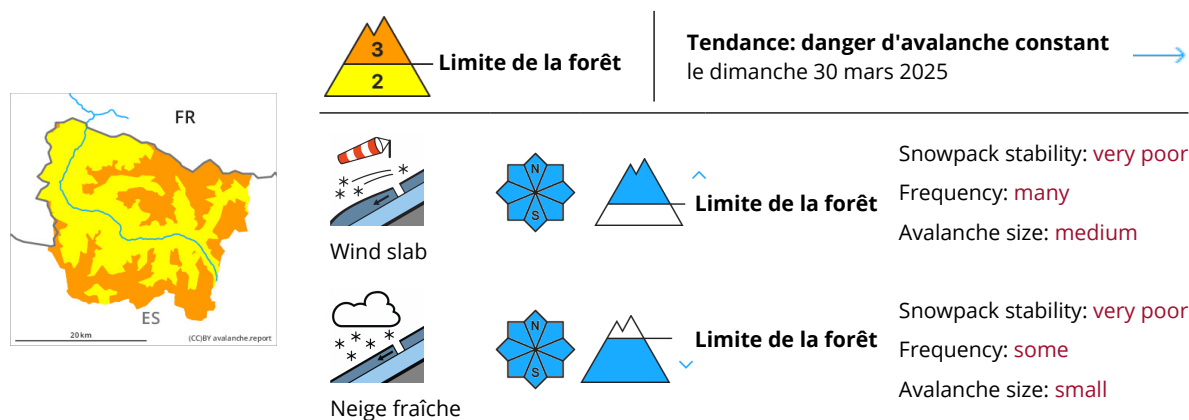 3
2
Limite de la forêt
Tendance: danger d'avalanche constant
le dimanche 30 mars 2025
FR
ES
20 km
(CC)BY avalanche.report
N
S
Limite de la forêt
Wind slab
Snowpack stability: very poor
Frequency: many
Avalanche size: medium
N
S
Limite de la forêt
Neige fraîche
Snowpack stability: very poor
Frequency: some
Avalanche size: small